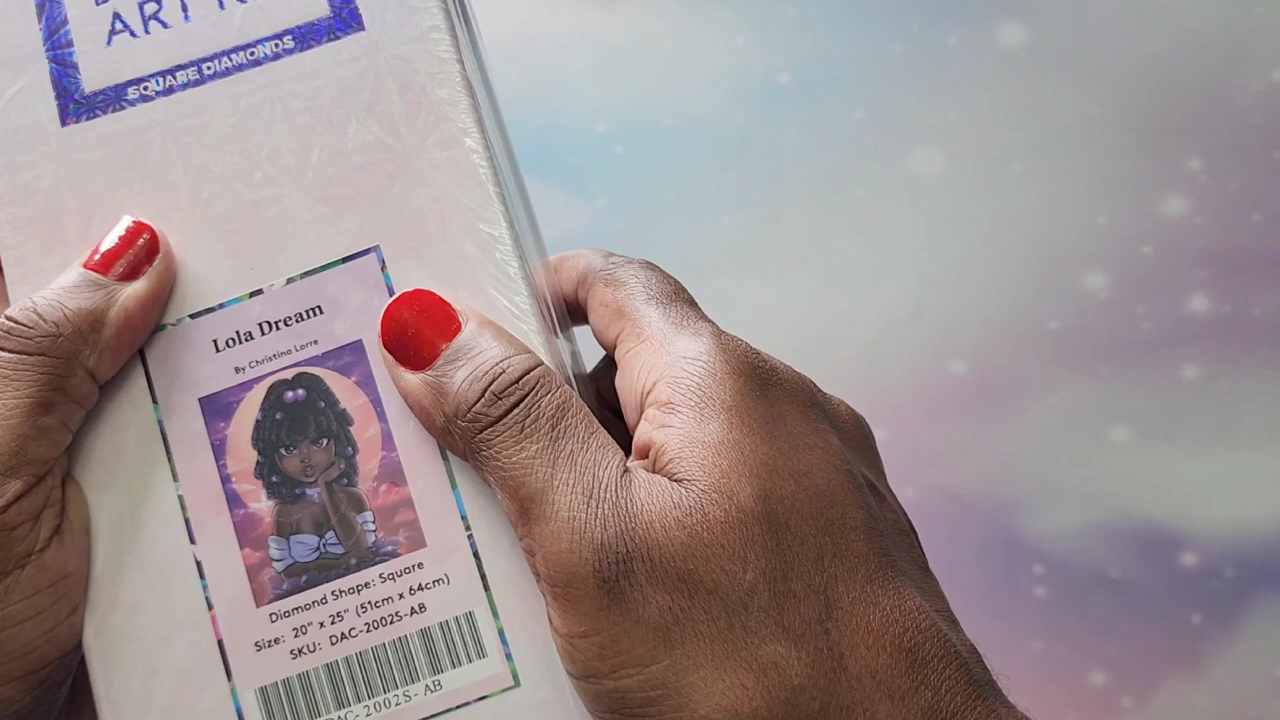 ART
SQUARE DIAMONDS
Lola Dream
By Christina Lorre
Diamond Shape: Square
Size: 20" x 25" (51cm x 64cm)
SKU: DAC-2002S-AB
DAC-2002S-AB